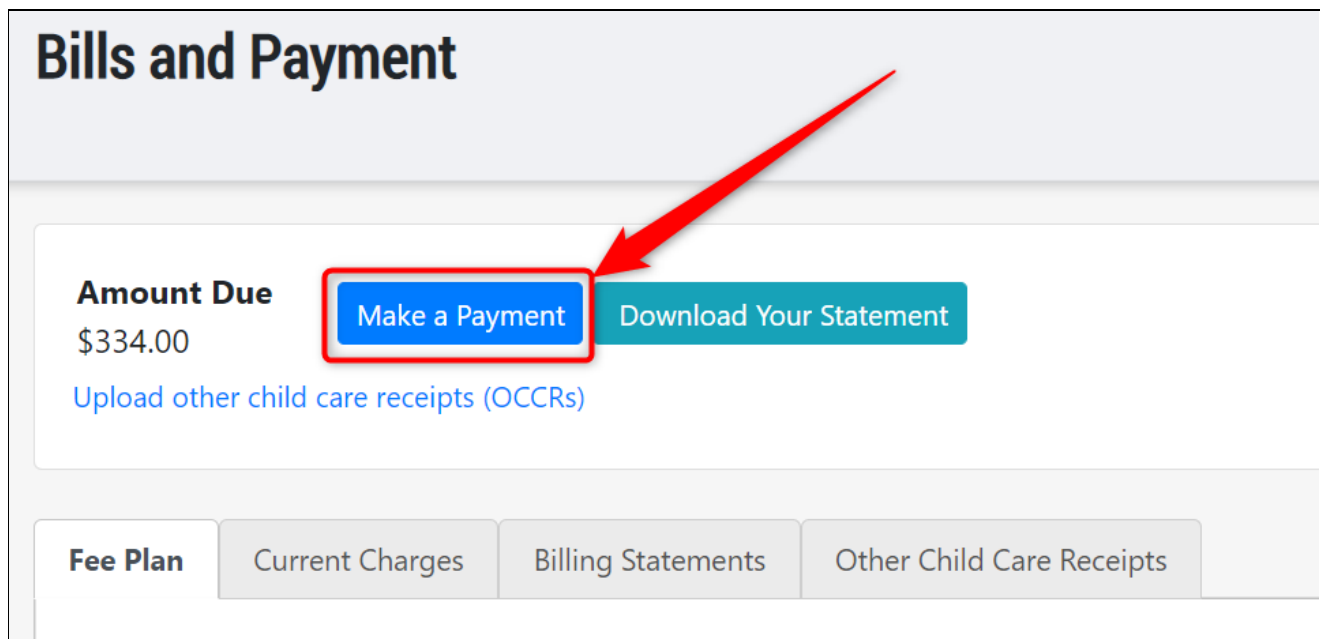 Bills and Payment
Amount Due
$334.00
Make a Payment
Download Your Statement
Upload other child care receipts (OCCRs)
Fee Plan
Current Charges
Billing Statements
Other Child Care Receipts